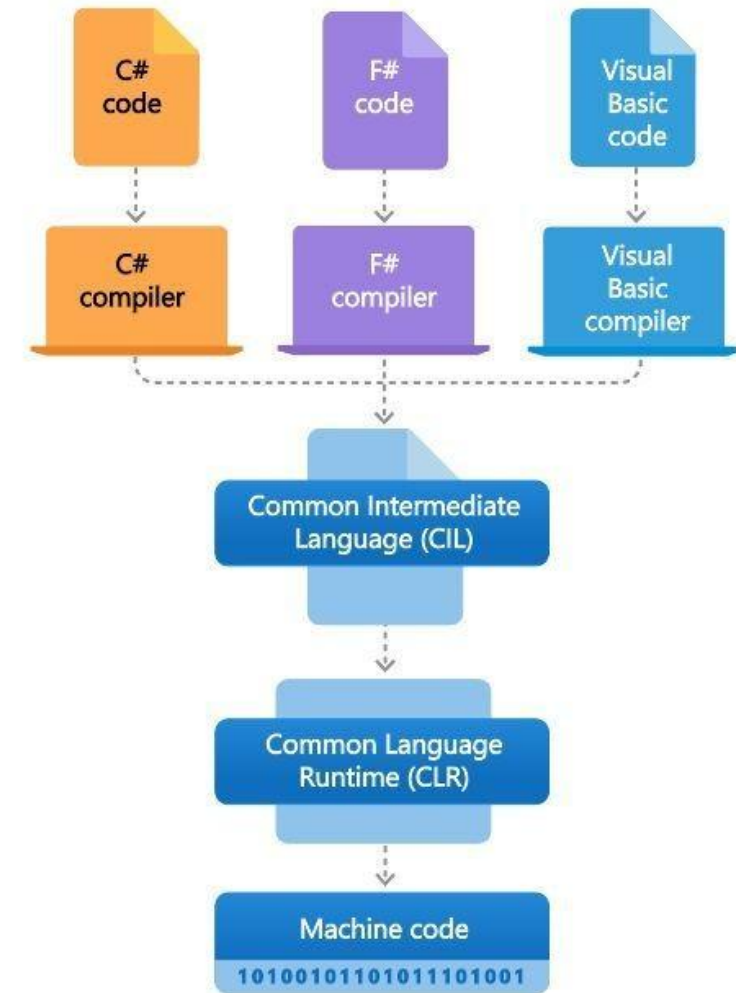 C#
code
F#
code
Visual
Basic
code
C#
compiler
F#
compiler
Visual
Basic
compiler
Common Intermediate
Language (CIL)
Common Language
Runtime (CLR)
Machine code
101001011010111101001